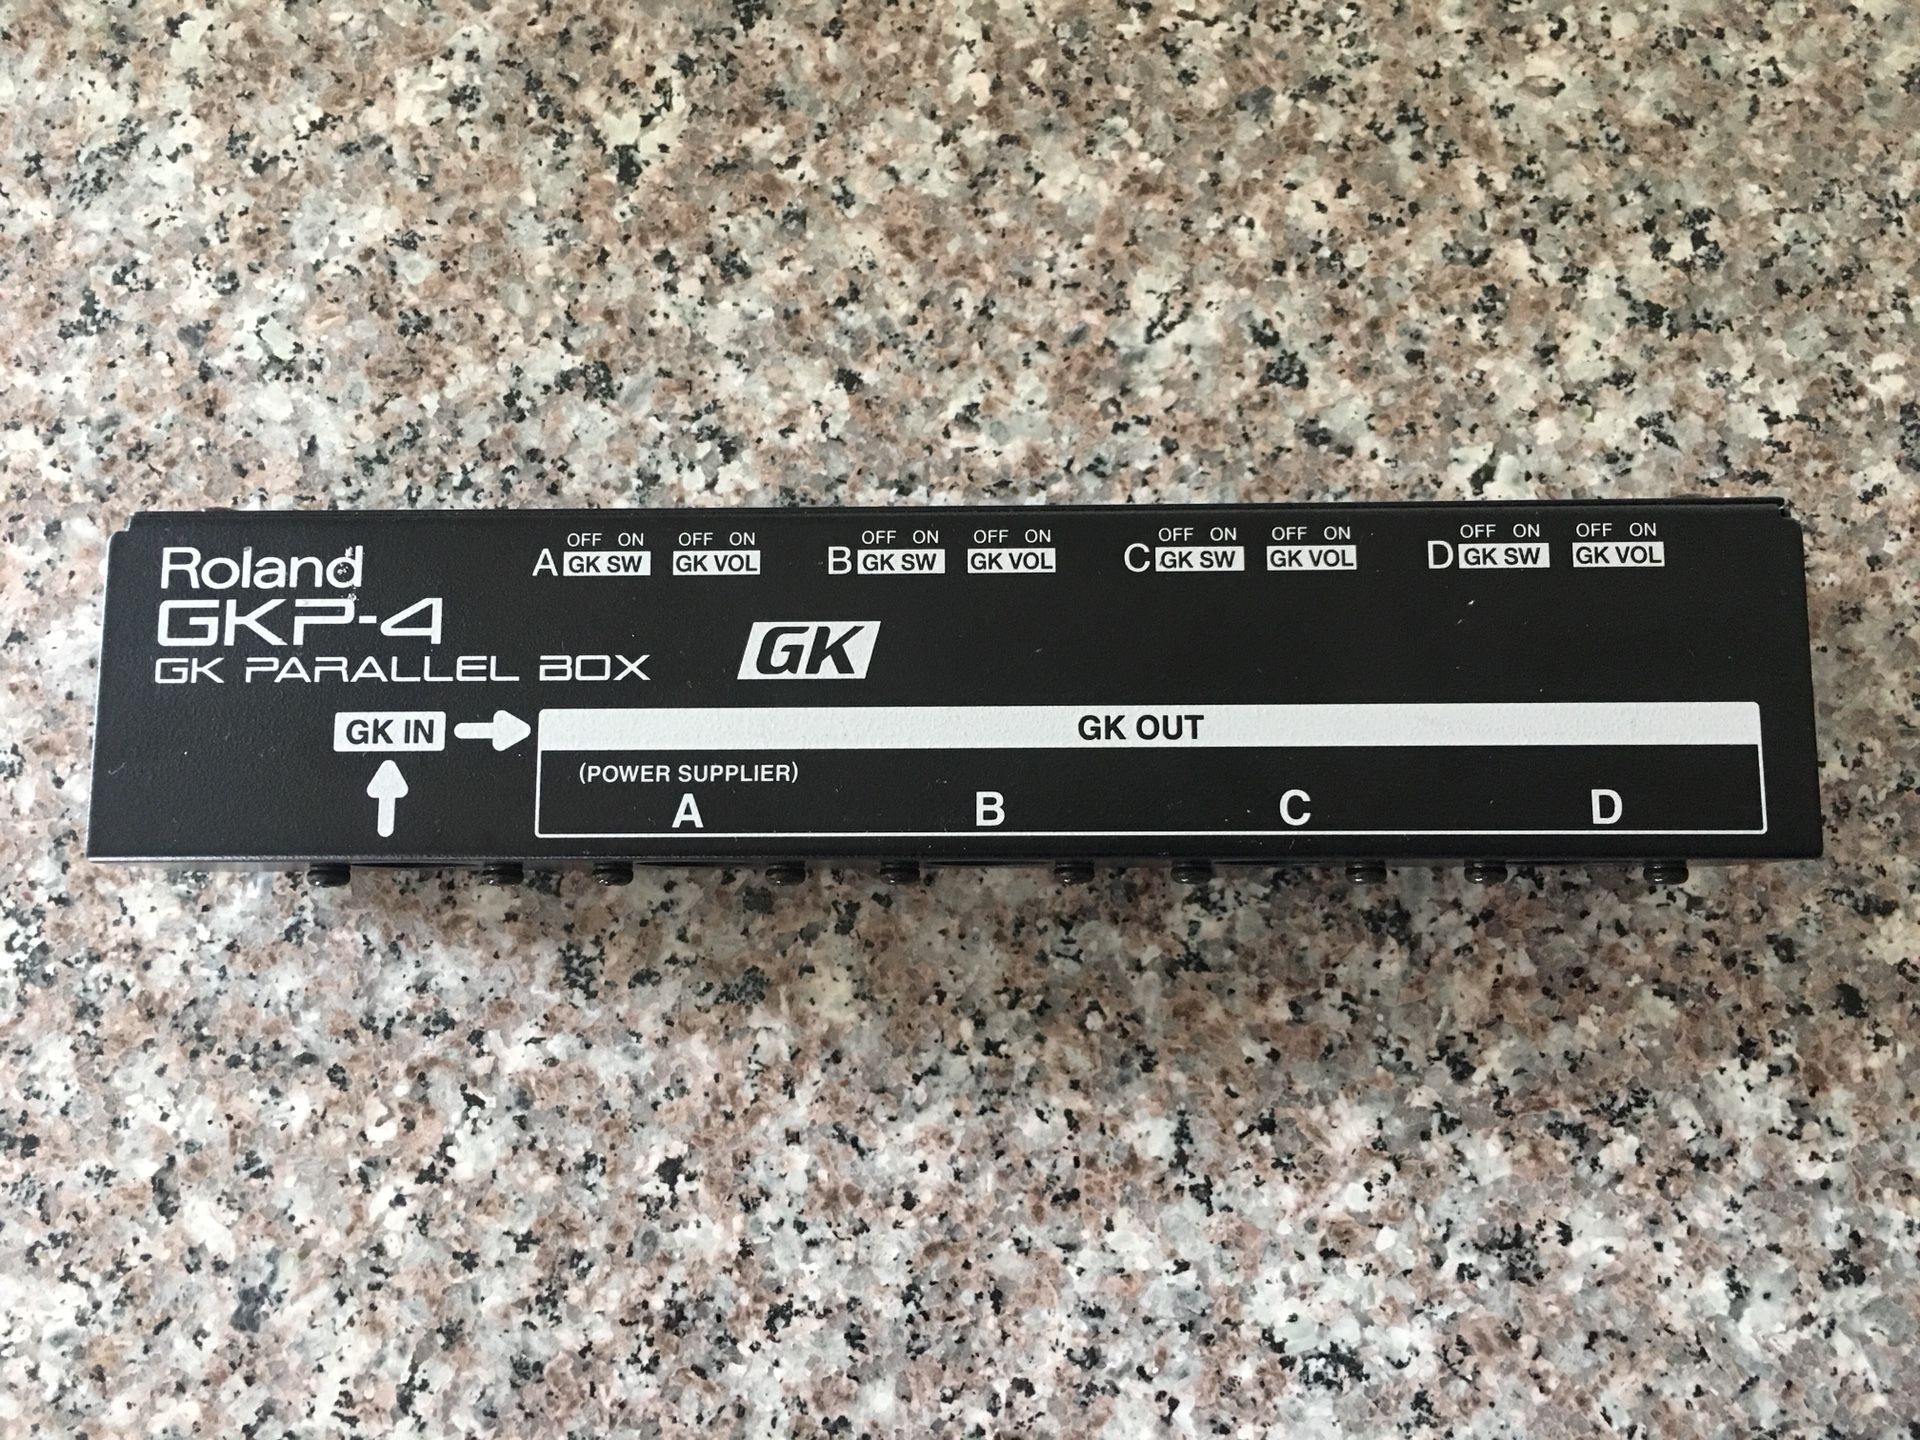 OFF ON OFF ON OFF ON OFF ON OFF ON OFF ON OFF ON OFF ON
A GK SW GK VOL B GK SW GK VOL C GK SW GK VOL D GK SW GK VOL
Roland
GKP-4
GK PARALLEL BOX
GK
GK IN GK OUT
(POWER SUPPLIER)
A B C D